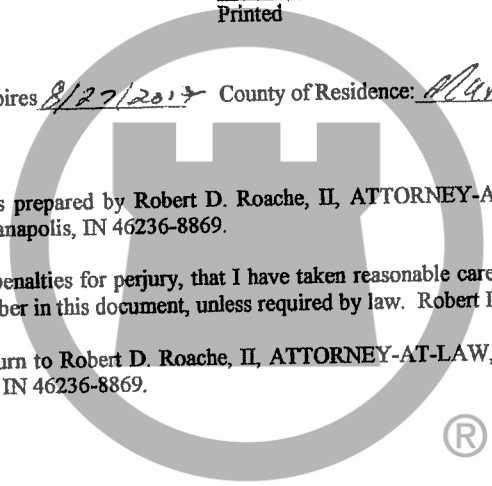 Printed
pires 8/27/201 County of Residence:
s prepared by Robert D. Roache, II, ATTORNEY-A
anapolis, IN 46236-8869.
penalties for perjury, that I have taken reasonable care
ber in this document, unless required by law. Robert
urn to Robert D. Roache, II, ATTORNEY-AT-LAW,
IN 46236-8869.
®